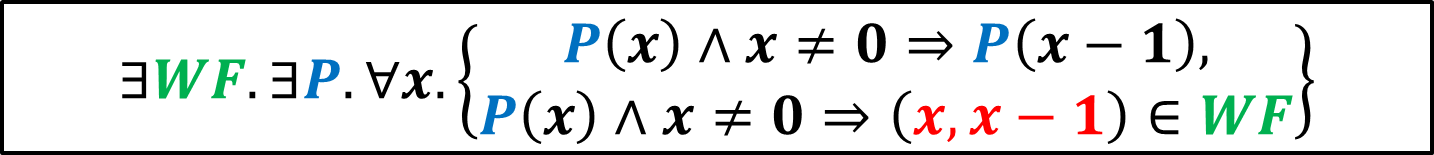 ∃WF. ∃P. ∀x. { P(x) ∧ x ≠ 0 ⇒ P(x − 1),
P(x) ∧ x ≠ 0 ⇒ (x, x − 1) ∈ WF }